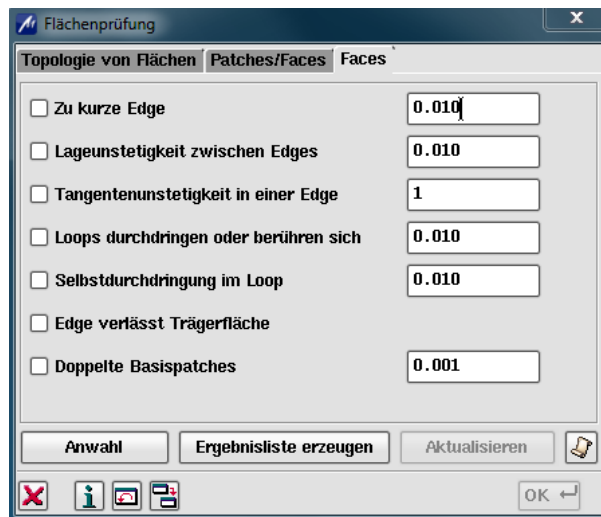 Flächenprüfung
Topologie von Flächen Patches/Faces Faces
Zu kurze Edge 0.010
Lageunstetigkeit zwischen Edges 0.010
Tangentenunstetigkeit in einer Edge 1
Loops durchdringen oder berühren sich 0.010
Selbstdurchdringung im Loop 0.010
Edge verlässt Trägerfläche
Doppelte Basispatches 0.001
Anwahl Ergebnisliste erzeugen Aktualisieren
OK